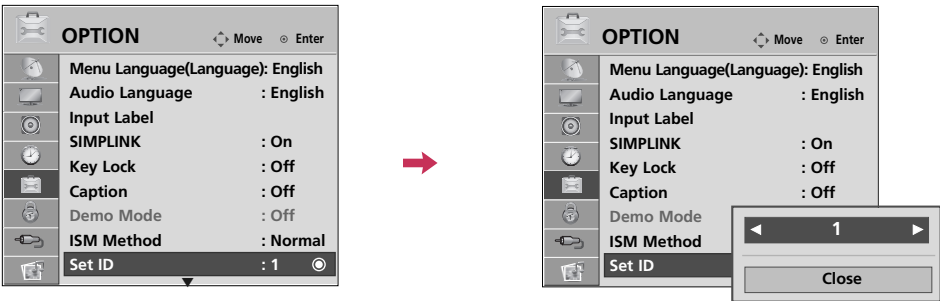 OPTION Move Enter
Menu Language(Language): English
Audio Language : English
Input Label
SIMPLINK : On
Key Lock : Off
Caption : Off
Demo Mode : Off
ISM Method : Normal
Set ID : 1
OPTION Move Enter
Menu Language(Language): English
Audio Language : English
Input Label
SIMPLINK : On
Key Lock : Off
Caption : Off
Demo Mode
ISM Method
Set ID
1
Close